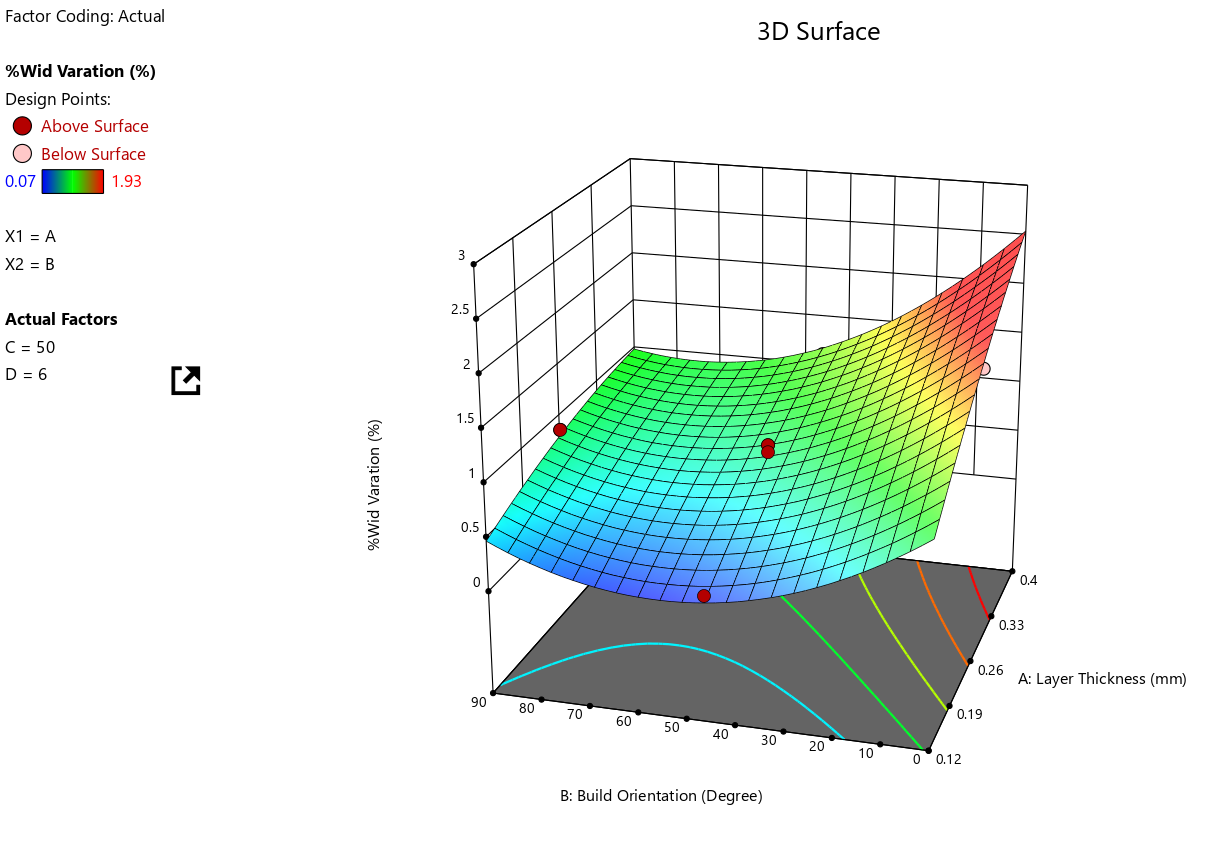 Factor Coding: Actual
3D Surface
%Wid Varation (%)
Design Points:
Above Surface
Below Surface
0.07 1.93
X1 = A
X2 = B
Actual Factors
C = 50
D = 6
3
2.5
2
1.5
1
0.5
0
%Wid Varation (%)
0.4
0.33
0.26
0.19
0.12
A: Layer Thickness (mm)
90
80
70
60
50
40
30
20
10
0
B: Build Orientation (Degree)